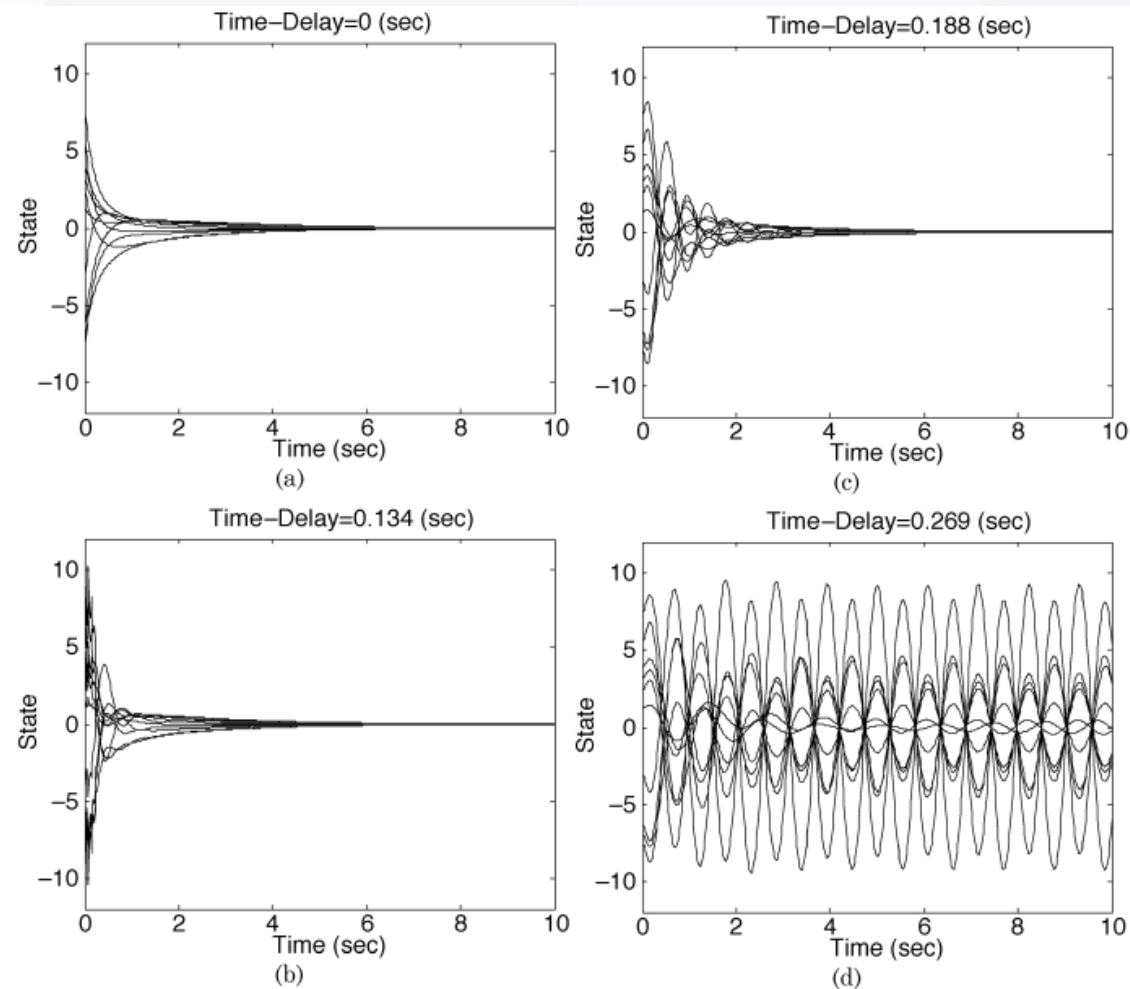 Time-Delay=0 (sec)
10
5
0
-5
-10
State
0 2 4 6 8 10
Time (sec)
(a)
Time-Delay=0.134 (sec)
10
5
0
-5
-10
State
0 2 4 6 8 10
Time (sec)
(b)
Time-Delay=0.188 (sec)
10
5
0
-5
-10
State
0 2 4 6 8 10
Time (sec)
(c)
Time-Delay=0.269 (sec)
10
5
0
-5
-10
State
0 2 4 6 8 10
Time (sec)
(d)